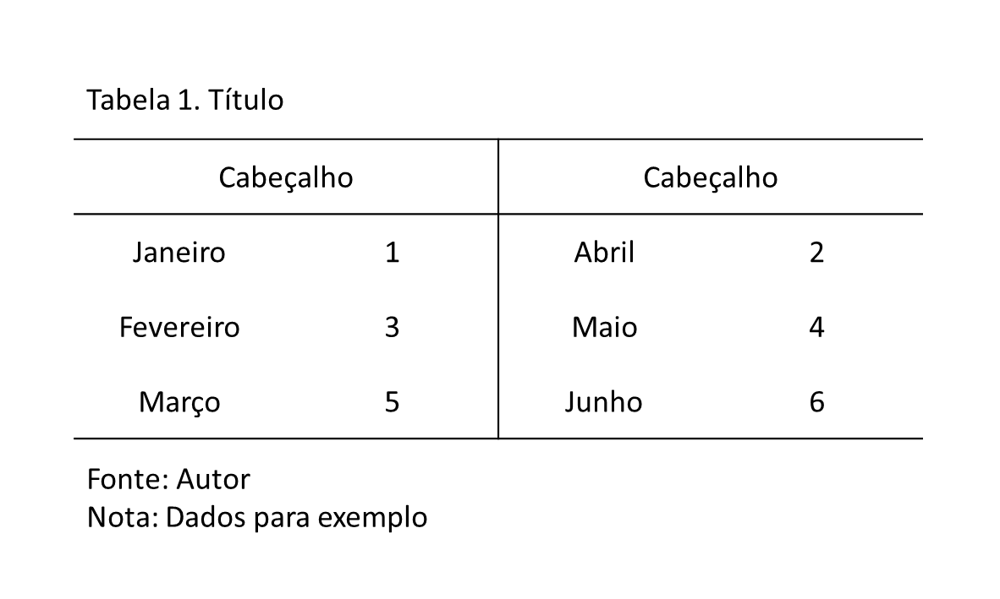 Tabela 1. Título
Cabeçalho Cabeçalho
Janeiro 1 Abril 2
Fevereiro 3 Maio 4
Março 5 Junho 6
Fonte: Autor
Nota: Dados para exemplo